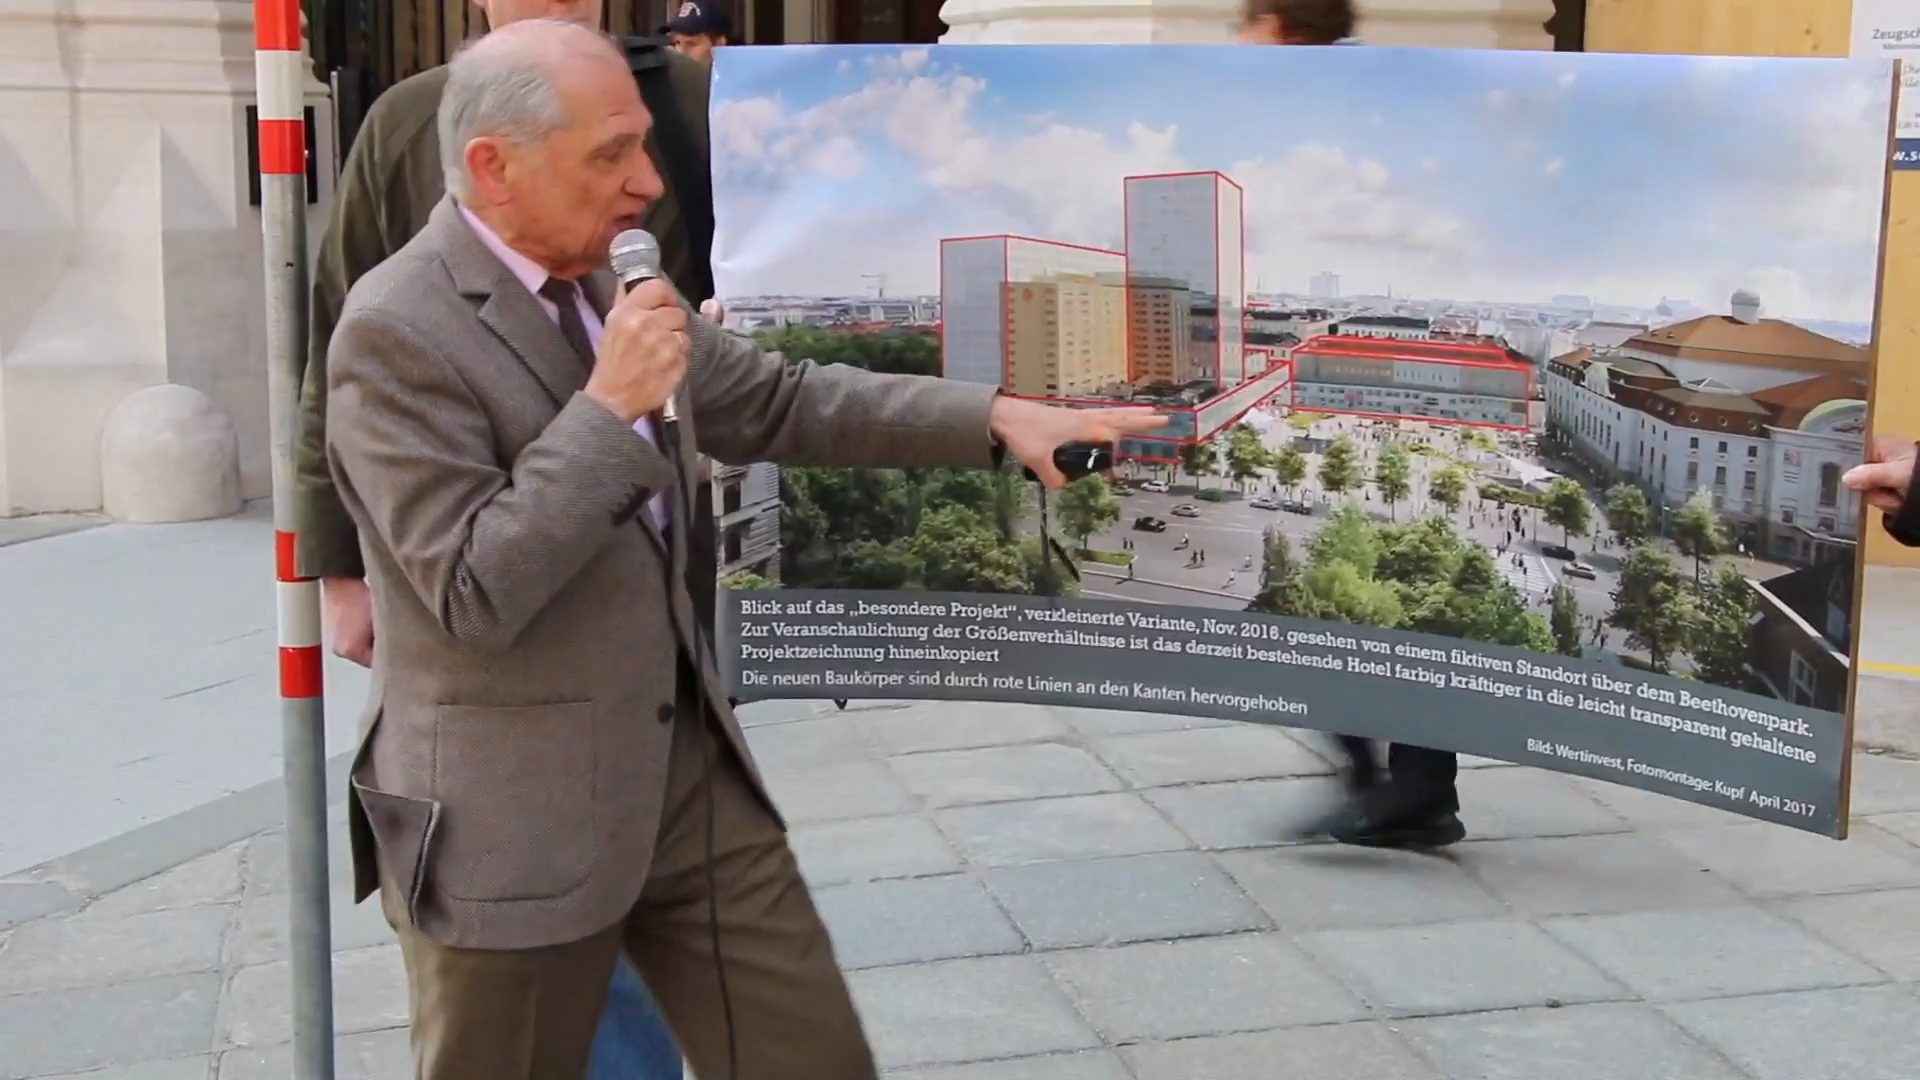 Blick auf das „besondere Projekt“, verkleinerte Variante, Nov. 2016. gesehen von einem fiktiven Standort über dem Beethovenpark.
Zur Veranschaulichung der Größenverhältnisse ist das derzeit bestehende Hotel farbig kräftiger in die leicht transparent gehaltene
Projektzeichnung hineinkopiert
Die neuen Baukörper sind durch rote Linien an den Kanten hervorgehoben
Bild: Wertinvest, Fotomontage: Kupf April 2017